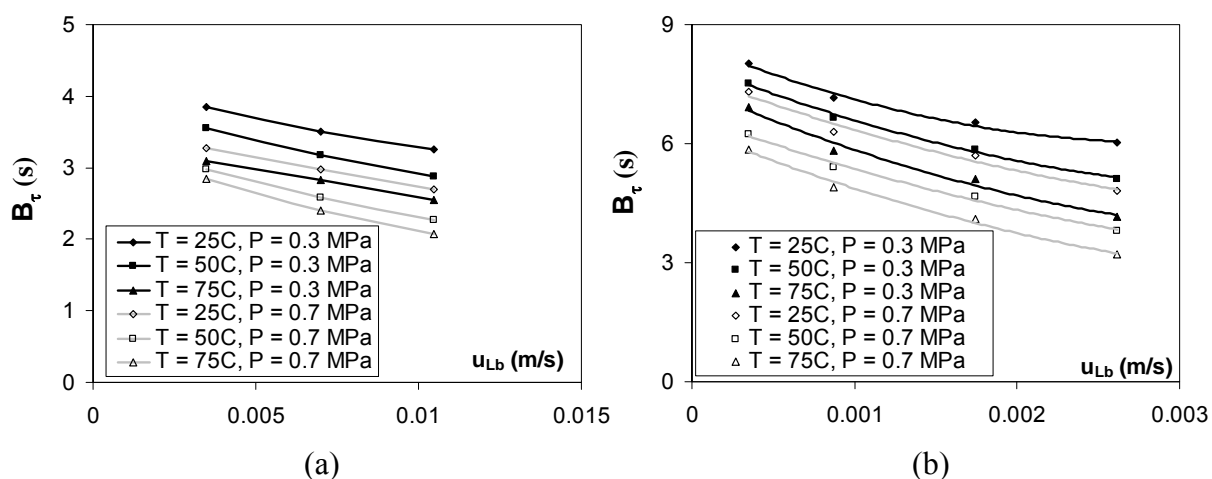 5
4
3
2
1
0
B_τ (s)
T = 25C, P = 0.3 MPa
T = 50C, P = 0.3 MPa
T = 75C, P = 0.3 MPa
T = 25C, P = 0.7 MPa
T = 50C, P = 0.7 MPa
T = 75C, P = 0.7 MPa
u_Lb (m/s)
0
0.005
0.01
0.015
(a)
9
6
3
0
B_τ (s)
T = 25C, P = 0.3 MPa
T = 50C, P = 0.3 MPa
T = 75C, P = 0.3 MPa
T = 25C, P = 0.7 MPa
T = 50C, P = 0.7 MPa
T = 75C, P = 0.7 MPa
u_Lb (m/s)
0
0.001
0.002
0.003
(b)